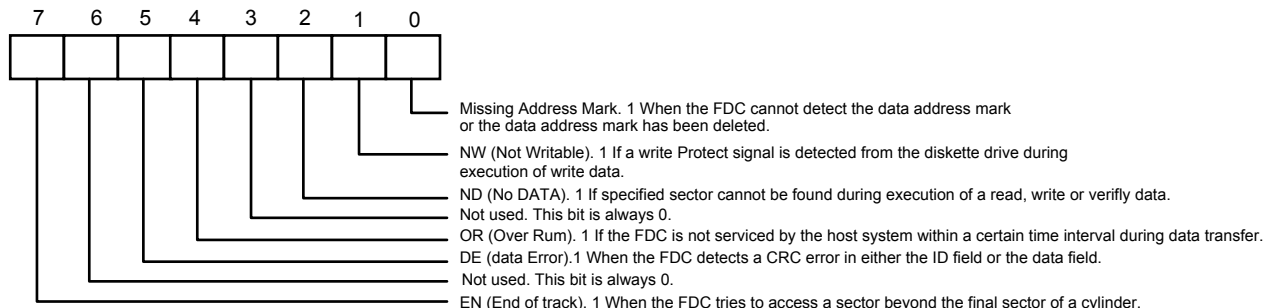 7 6 5 4 3 2 1 0
Missing Address Mark. 1 When the FDC cannot detect the data address mark
or the data address mark has been deleted.
NW (Not Writable). 1 If a write Protect signal is detected from the diskette drive during
execution of write data.
ND (No DATA). 1 If specified sector cannot be found during execution of a read, write or verifly data.
Not used. This bit is always 0.
OR (Over Rum). 1 If the FDC is not serviced by the host system within a certain time interval during data transfer.
DE (data Error).1 When the FDC detects a CRC error in either the ID field or the data field.
Not used. This bit is always 0.
EN (End of track). 1 When the FDC tries to access a sector beyond the final sector of a cylinder.